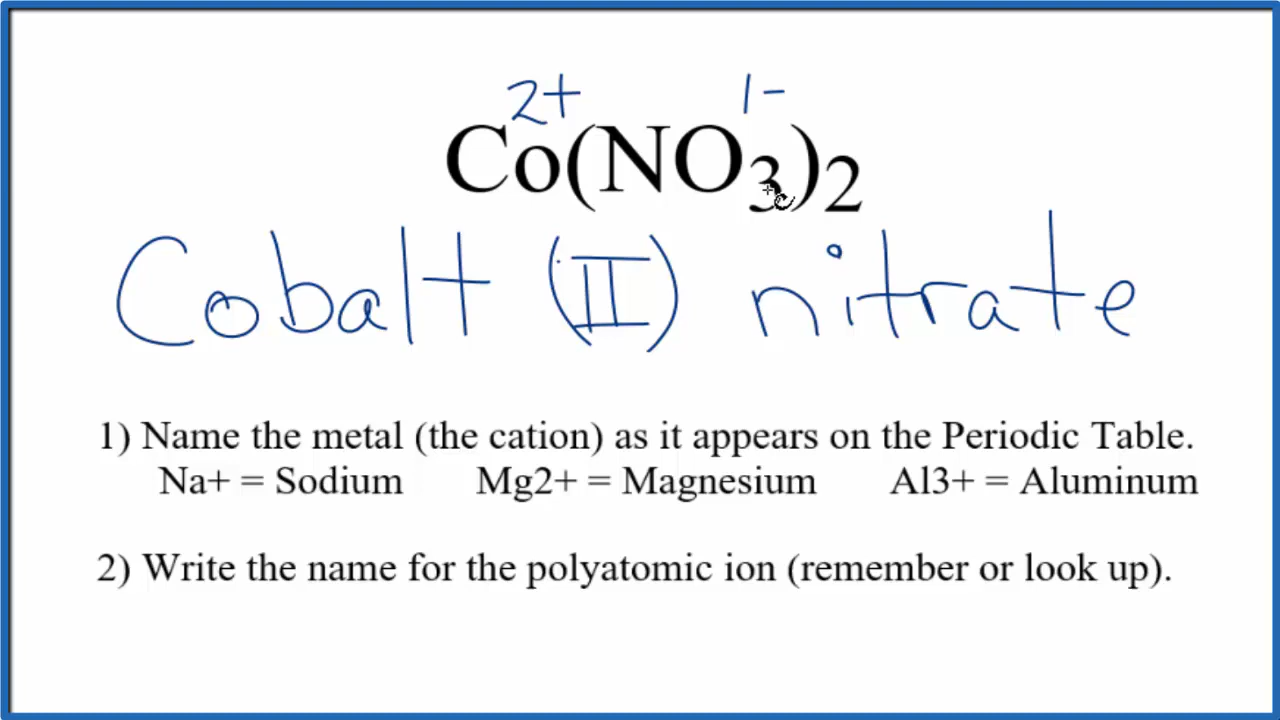 2+ 1-
Co(NO3)2
Cobalt (II) nitrate
1) Name the metal (the cation) as it appears on the Periodic Table.
Na+ = Sodium Mg2+ = Magnesium Al3+ = Aluminum
2) Write the name for the polyatomic ion (remember or look up).